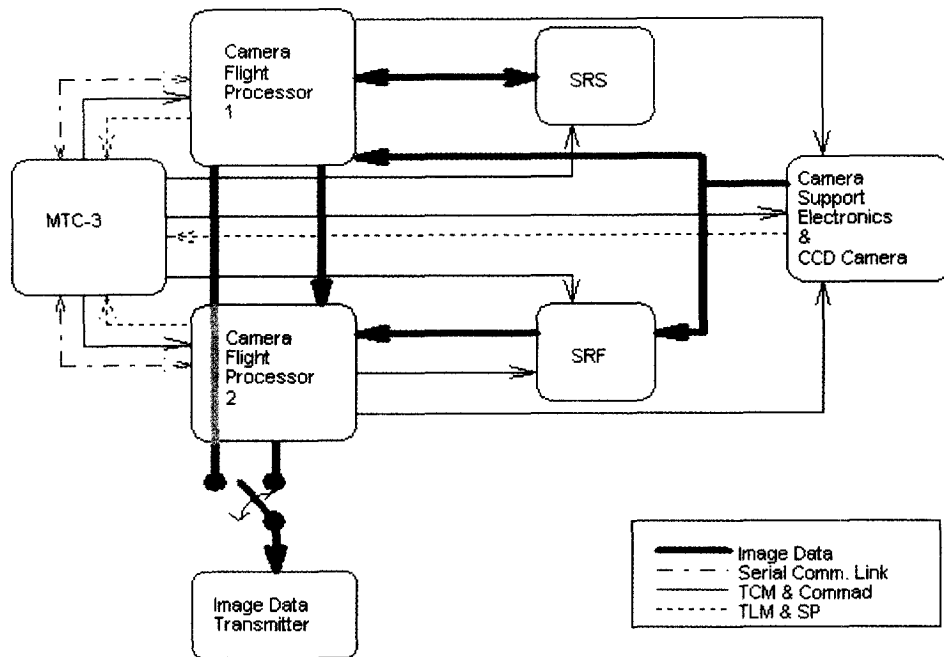 Camera
Flight
Processor
1
SRS
MTC-3
Camera
Support
Electronics
&
CCD Camera
Camera
Flight
Processor
2
SRF
Image Data
Transmitter
Image Data
Serial Comm. Link
TCM & Commad
TLM & SP